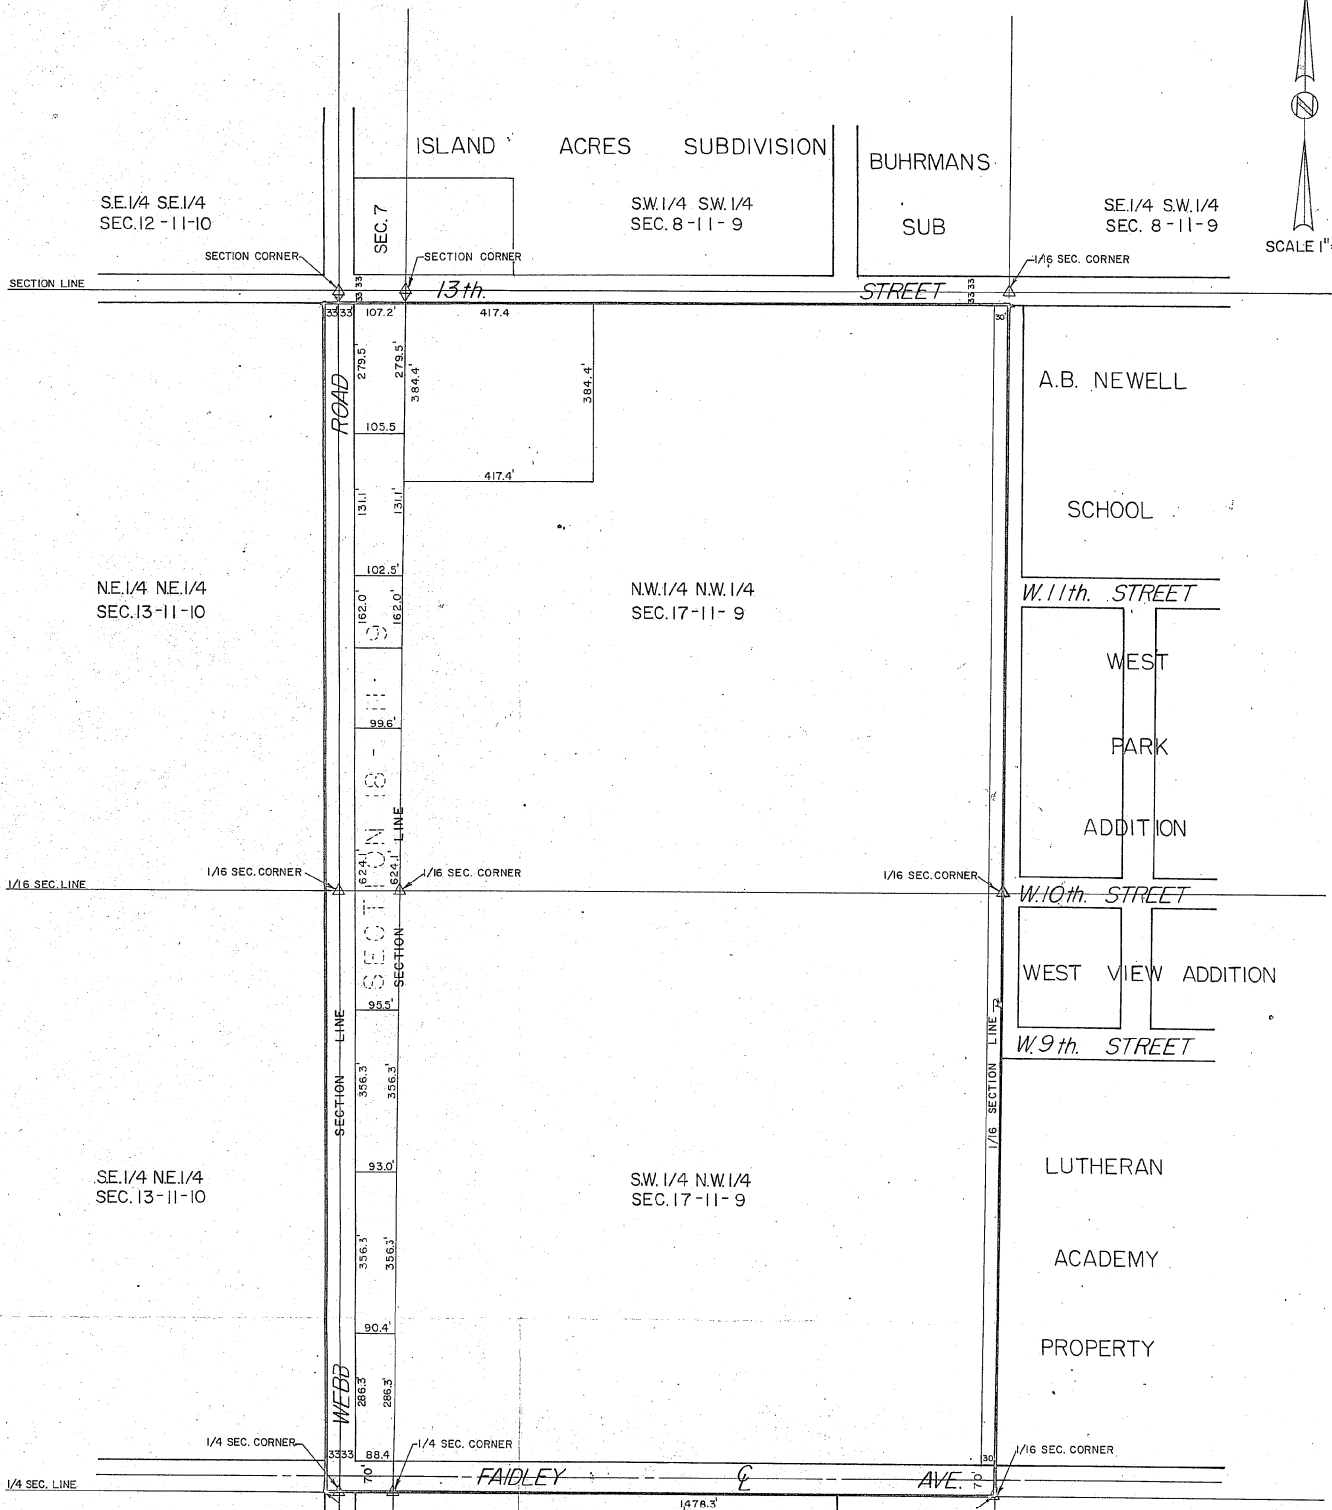 ISLAND ACRES SUBDIVISION
BUHRMANS
SUB
S.E.1/4 S.E.1/4
SEC.12-11-10
SEC. 7
S.W.1/4 S.W.1/4
SEC.8-11-9
S.E.1/4 S.W.1/4
SEC. 8-11-9
N
SCALE 1"=
SECTION CORNER
SECTION CORNER
1/16 SEC. CORNER
SECTION LINE
33 33
13th. STREET
33 33
33 33 107.2' 417.4
30'
279.5' 279.5' 384.4' 384.4'
ROAD
105.5
417.4'
131.1' 131.1'
102.5'
162.0' 162.0'
99.6'
624.1' 624.1'
SECTION 18-11-9
SECTION LINE
A.B. NEWELL
SCHOOL
N.E.1/4 N.E.1/4
SEC.13-11-10
N.W.1/4 N.W.1/4
SEC.17-11-9
W.11th. STREET
WEST
PARK
ADDITION
1/16 SEC.LINE
1/16 SEC.CORNER
1/16 SEC. CORNER
1/16 SEC.CORNER
W.10th. STREET
WEST VIEW ADDITION
95.5'
SECTION LINE
1/16 SECTION LINE
W.9th. STREET
356.3' 356.3'
93.0'
S.E.1/4 N.E.1/4
SEC.13-11-10
S.W.1/4 N.W.1/4
SEC.17-11-9
LUTHERAN
ACADEMY
PROPERTY
356.3' 356.3'
90.4'
286.3' 286.3'
WEBB
1/4 SEC. CORNER
1/4 SEC. CORNER
1/16 SEC. CORNER
33 33 88.4
30
1/4 SEC. LINE
70'
FAIDLEY CL AVE.
70'
1,478.3'